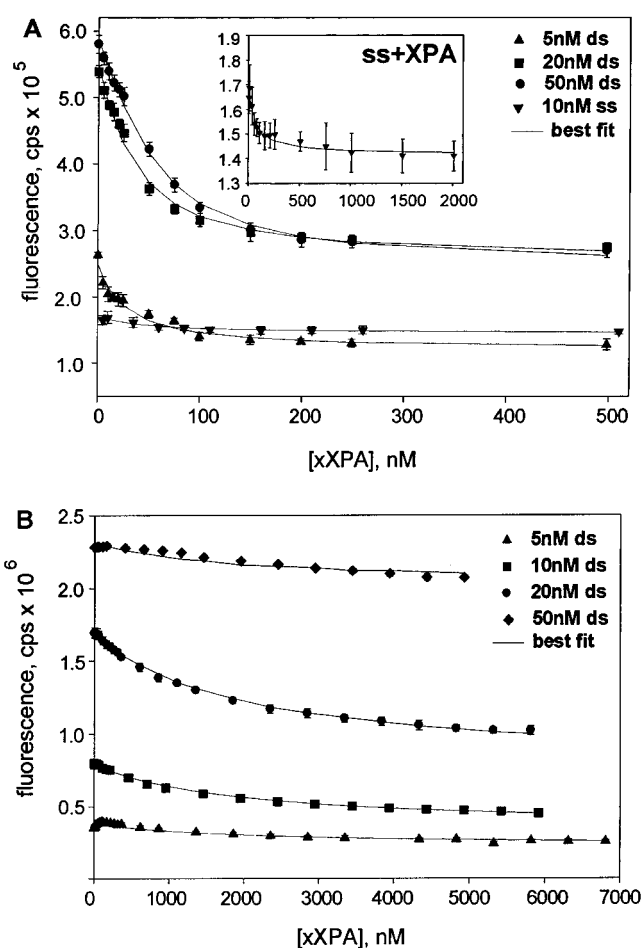 A
fluorescence, cps x 10^5
6.0
5.0
4.0
3.0
2.0
1.0
0
100
200
300
400
500
[xXPA], nM
5nM ds
20nM ds
50nM ds
10nM ss
best fit
ss+XPA
1.9
1.8
1.7
1.6
1.5
1.4
1.3
0
500
1000
1500
2000
B
fluorescence, cps x 10^6
2.5
2.0
1.5
1.0
0.5
0
1000
2000
3000
4000
5000
6000
7000
[xXPA], nM
5nM ds
10nM ds
20nM ds
50nM ds
best fit